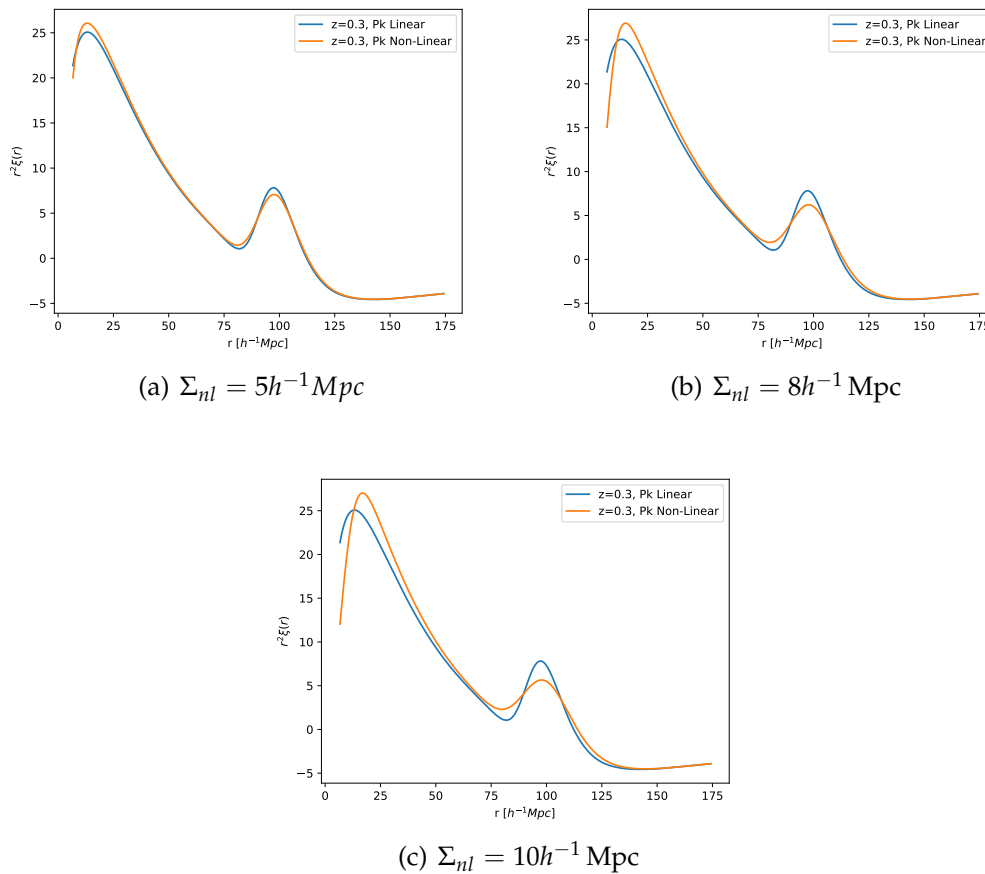 25
20
15
10
5
0
−5
r²ξ(r)
z=0.3, Pk Linear
z=0.3, Pk Non-Linear
0 25 50 75 100 125 150 175
r [h⁻¹Mpc]
(a) Σₙₗ = 5h⁻¹Mpc
25
20
15
10
5
0
−5
r²ξ(r)
z=0.3, Pk Linear
z=0.3, Pk Non-Linear
0 25 50 75 100 125 150 175
r [h⁻¹Mpc]
(b) Σₙₗ = 8h⁻¹ Mpc
25
20
15
10
5
0
−5
r²ξ(r)
z=0.3, Pk Linear
z=0.3, Pk Non-Linear
0 25 50 75 100 125 150 175
r [h⁻¹Mpc]
(c) Σₙₗ = 10h⁻¹ Mpc